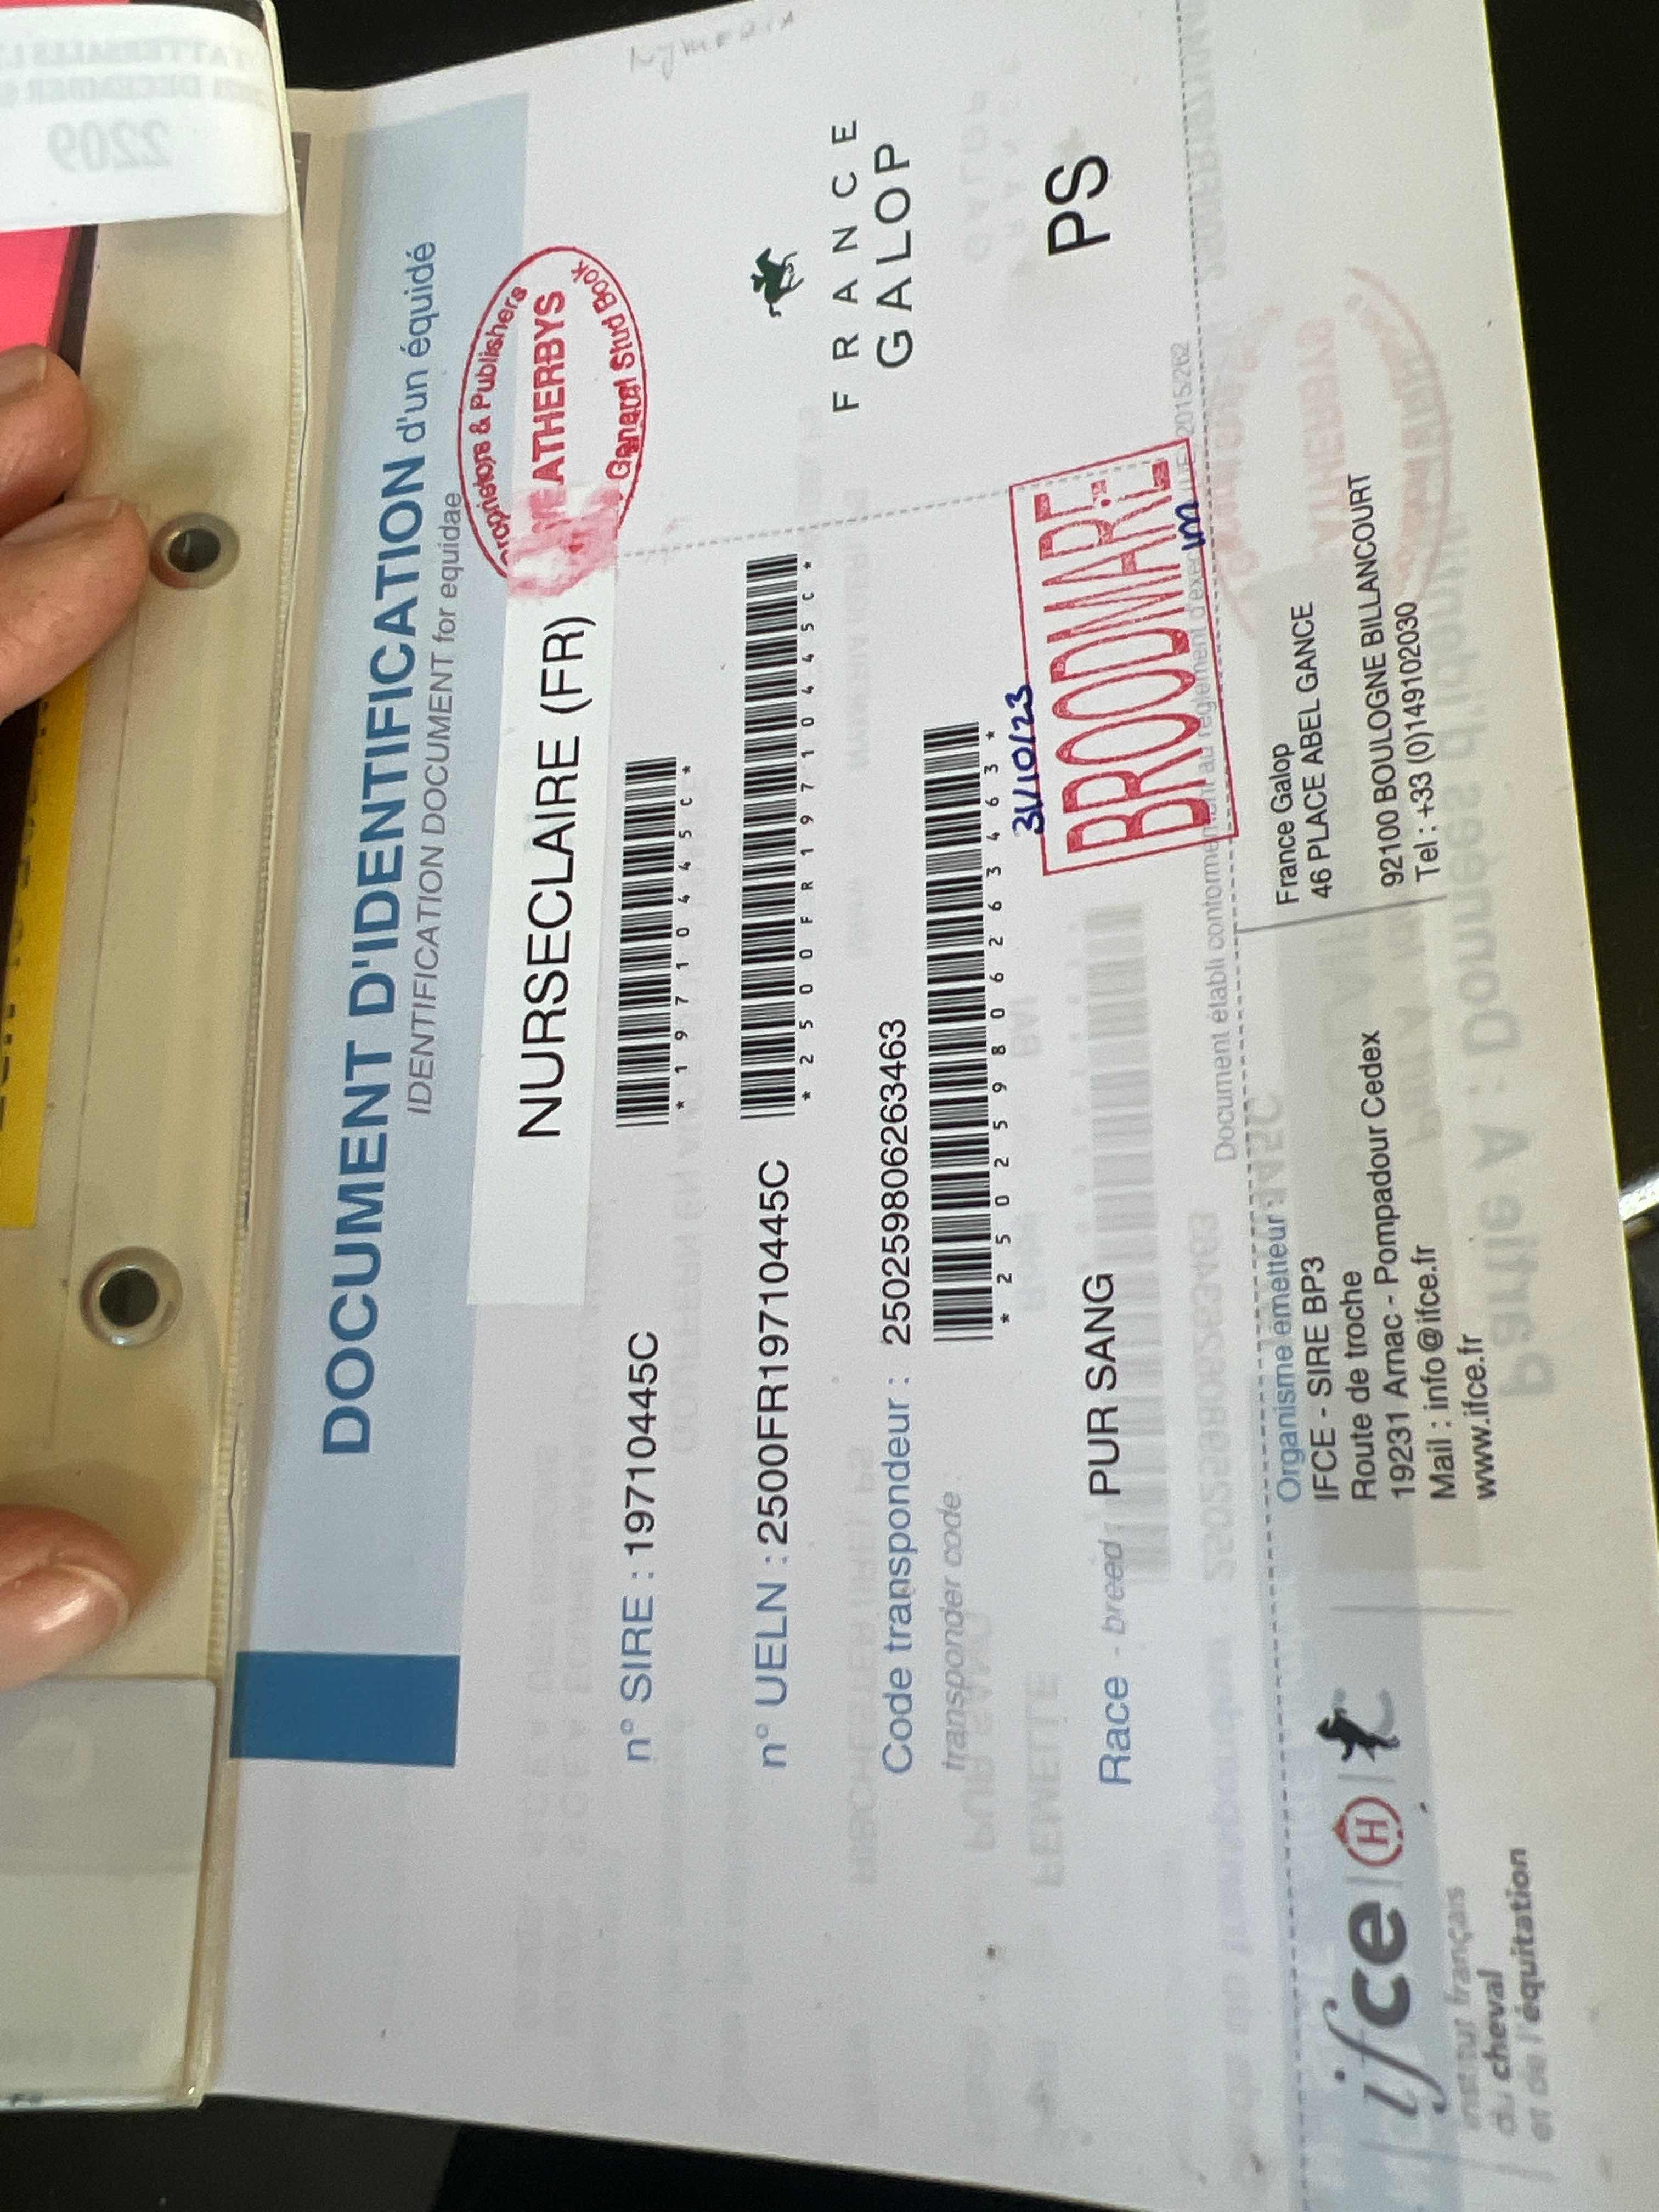 2209
DOCUMENT D'IDENTIFICATION d'un équidé
IDENTIFICATION DOCUMENT for equidae
Proprietors & Publishers
WEATHERBYS
General Stud Book
NURSECLAIRE (FR)
n° SIRE : 19710445C
*19710445C*
n° UELN : 2500FR19710445C
*2500FR19710445C*
FRANCE
GALOP
Code transpondeur : 250259806263463
transponder code :
*250259806263463*
31/10/23
BROODMARE
Race - breed : PUR SANG
PS
Document établi conformément au règlement d'exécution (UE) 2015/262
Organisme émetteur :
IFCE - SIRE BP3
Route de troche
19231 Arnac - Pompadour Cedex
Mail : info@ifce.fr
www.ifce.fr
France Galop
46 PLACE ABEL GANCE
92100 BOULOGNE BILLANCOURT
Tel : +33 (0)149102030
ifce
institut français
du cheval
et de l'équitation